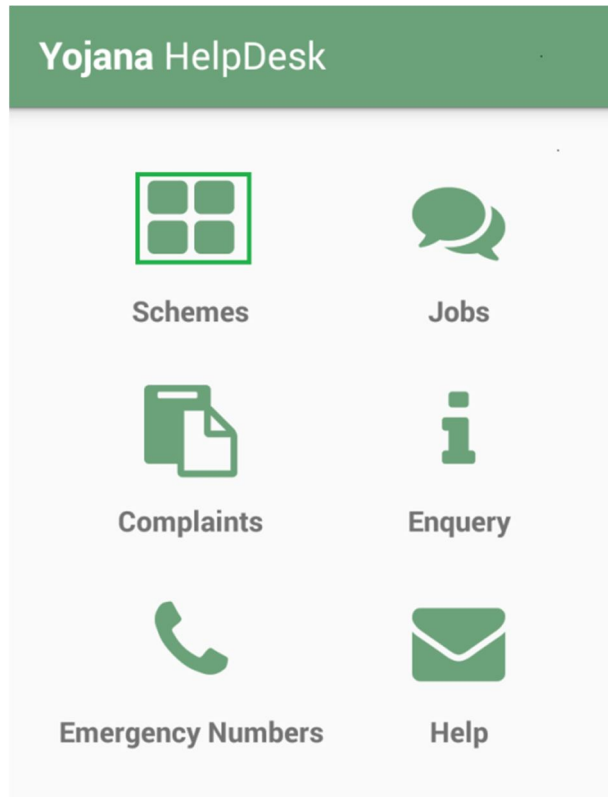 Yojana HelpDesk
Schemes
Jobs
Complaints
Enquery
Emergency Numbers
Help